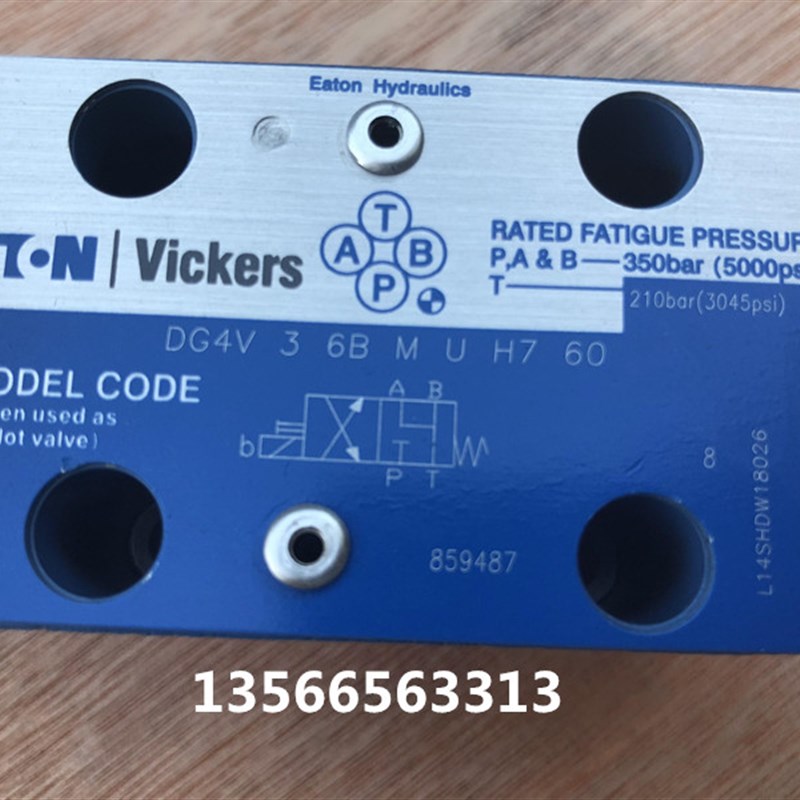 Eaton Hydraulics
T
A B
P
T•N | Vickers
RATED FATIGUE PRESSUR
P,A & B — 350bar (5000ps
T — 210bar(3045psi)
DG4V 3 6B M U H7 60
ODEL CODE
en used as
lot valve)
A B
b
P T
8
L14SHDW18026
859487
13566563313